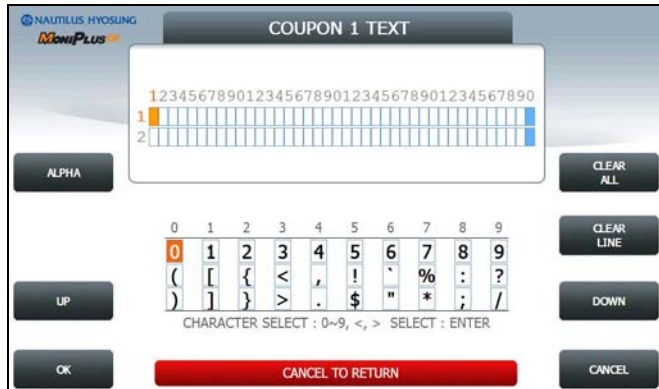 NAUTILUS HYOSUNG
MoniPlus CE
COUPON 1 TEXT
1234567890123456789012345678901234567890
1
2
ALPHA
CLEAR ALL
0 1 2 3 4 5 6 7 8 9
0 1 2 3 4 5 6 7 8 9
( [ { < , ! ` % : ?
) ] } > . $ " * ; /
CLEAR LINE
UP
DOWN
CHARACTER SELECT : 0~9, <, > SELECT : ENTER
OK
CANCEL TO RETURN
CANCEL